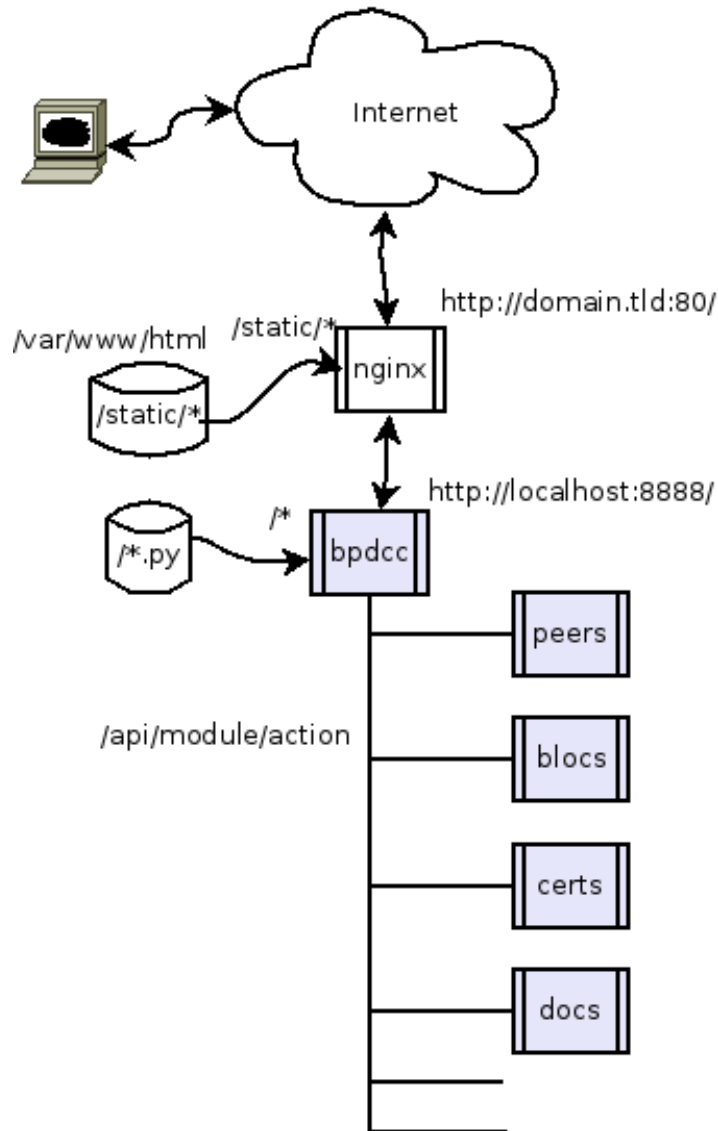 Internet
http://domain.tld:80/
/static/*
/var/www/html
nginx
/static/*
http://localhost:8888/
/*
/*.py
bpdcc
peers
/api/module/action
blocs
certs
docs